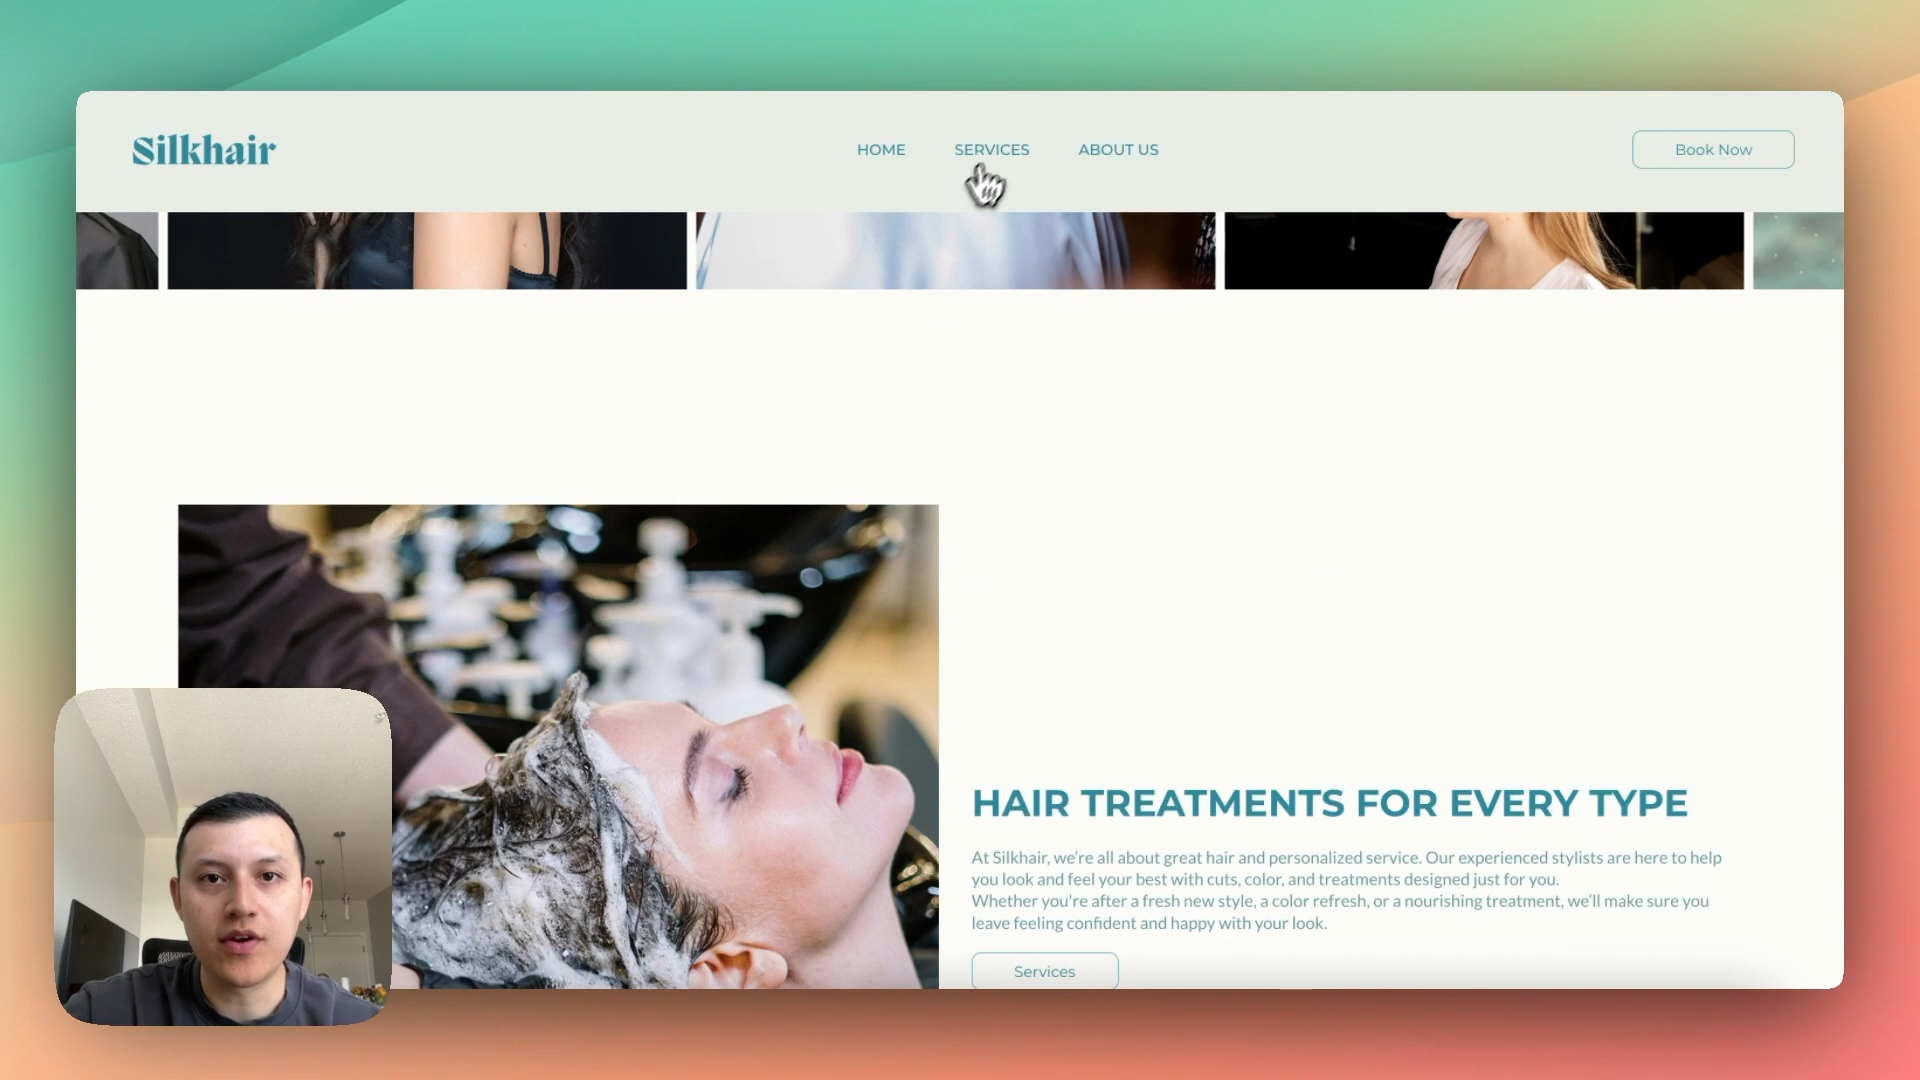 Silkhair
HOME
SERVICES
ABOUT US
Book Now
HAIR TREATMENTS FOR EVERY TYPE
At Silkhair, we're all about great hair and personalized service. Our experienced stylists are here to help
you look and feel your best with cuts, color, and treatments designed just for you.
Whether you're after a fresh new style, a color refresh, or a nourishing treatment, we'll make sure you
leave feeling confident and happy with your look.
Services